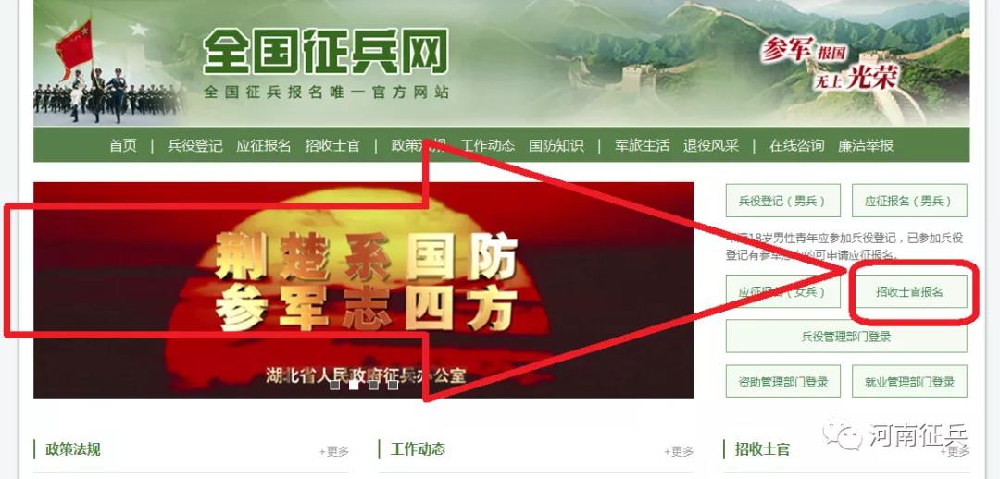 全国征兵网
全国征兵报名唯一官方网站
参军 报国
无上 光荣
首页 | 兵役登记 应征报名 招收士官 | 政策法规 工作动态 国防知识 | 军旅生活 退役风采 | 在线咨询 廉洁举报
荆楚系国防
参军志四方
湖北省人民政府征兵办公室
兵役登记（男兵） 应征报名（男兵）
18岁男性青年应参加兵役登记，已参加兵役
登记有参军意向的可申请应征报名。
应征报名（女兵） 招收士官报名
兵役管理部门登录
资助管理部门登录 就业管理部门登录
政策法规 +更多 工作动态 +更多 招收士官 +更多
河南征兵